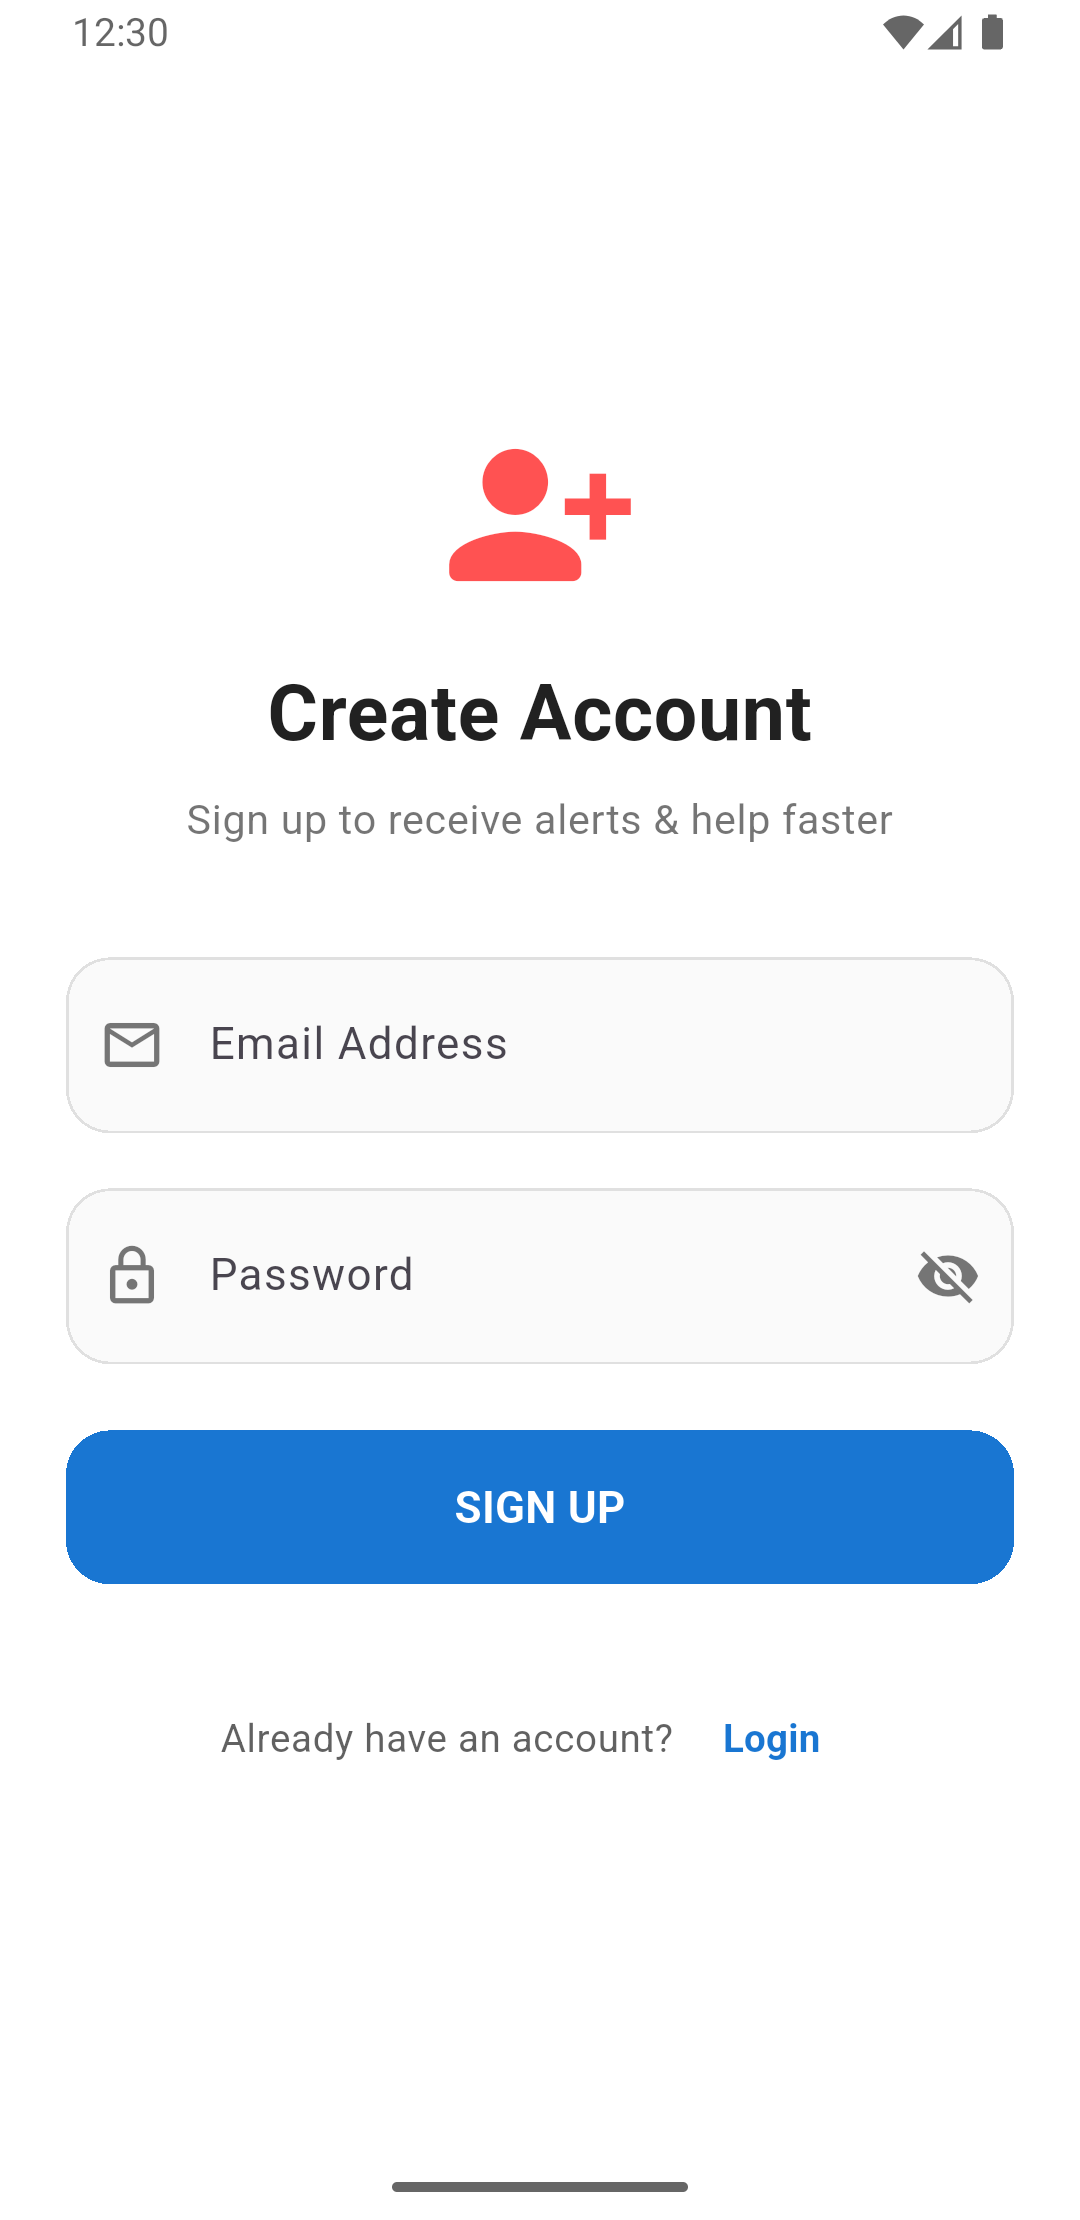 12:30
Create Account
Sign up to receive alerts & help faster
Email Address
Password
SIGN UP
Already have an account? Login